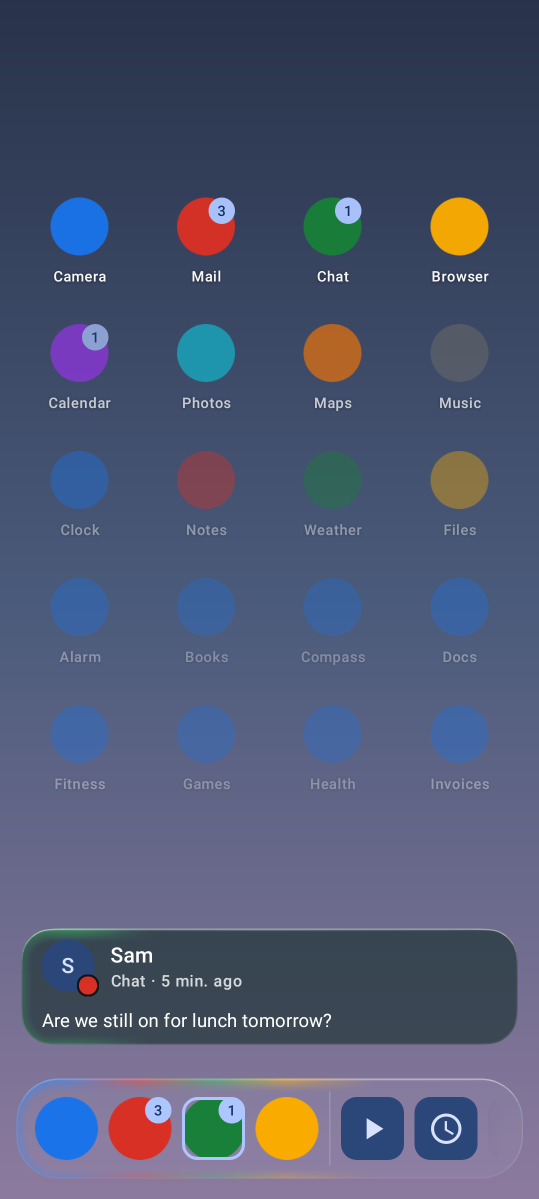 3
1
Camera
Mail
Chat
Browser
1
Calendar
Photos
Maps
Music
Clock
Notes
Weather
Files
Alarm
Books
Compass
Docs
Fitness
Games
Health
Invoices
S
Sam
Chat · 5 min. ago
Are we still on for lunch tomorrow?
3
1